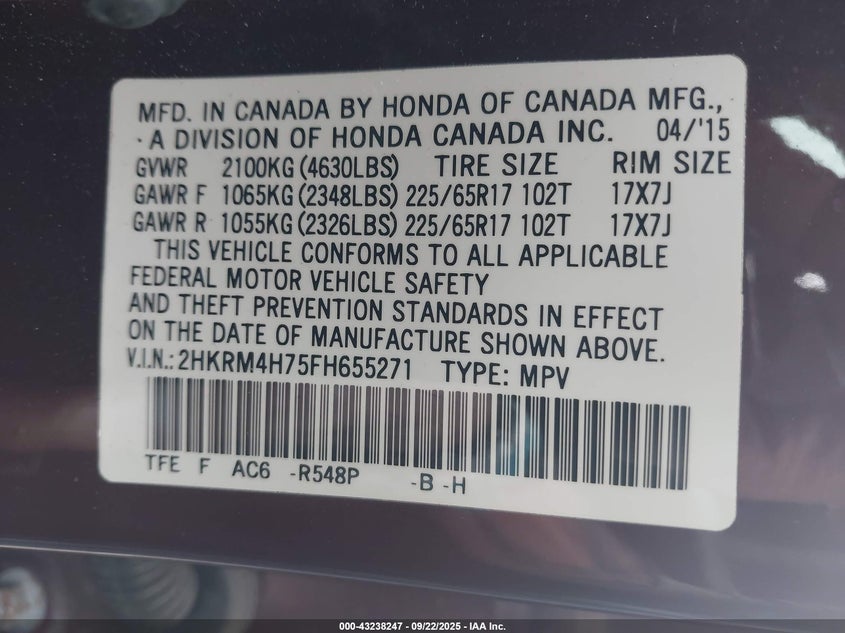 MFD. IN CANADA BY HONDA OF CANADA MFG.,
·A DIVISION OF HONDA CANADA INC. 04/'15
GVWR 2100KG(4630LBS) TIRE SIZE RIM SIZE
GAWR F 1065KG(2348LBS) 225/65R17 102T 17X7J
GAWR R 1055KG(2326LBS) 225/65R17 102T 17X7J
THIS VEHICLE CONFORMS TO ALL APPLICABLE
FEDERAL MOTOR VEHICLE SAFETY
AND THEFT PREVENTION STANDARDS IN EFFECT
ON THE DATE OF MANUFACTURE SHOWN ABOVE.
V.I.N.: 2HKRM4H75FH655271 TYPE: MPV
TFE F AC6 -R548P -B -H
000-43238247 - 09/22/2025 - IAA Inc.